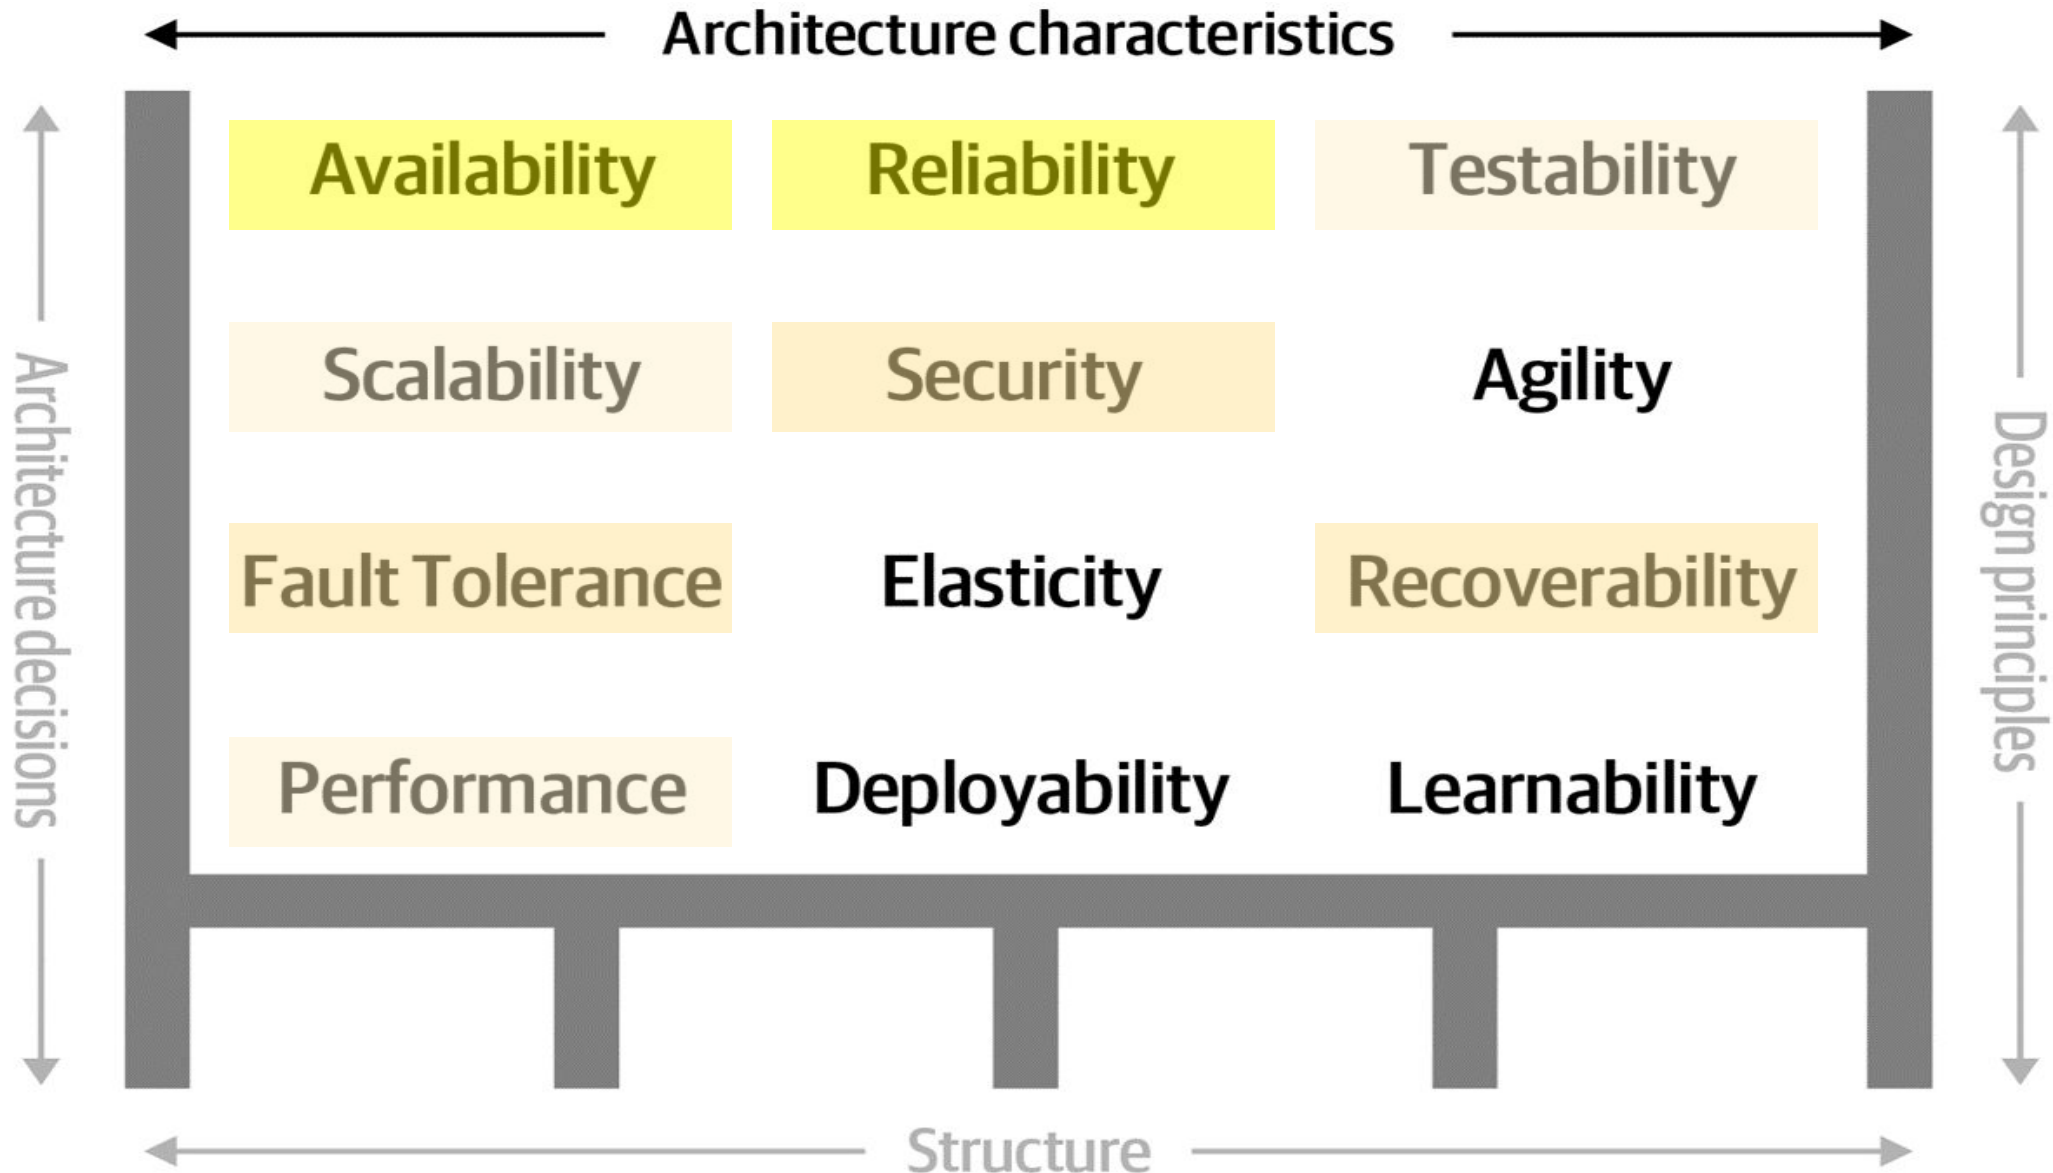 Architecture characteristics
Availability
Reliability
Testability
Scalability
Security
Agility
Fault Tolerance
Elasticity
Recoverability
Performance
Deployability
Learnability
Architecture decisions
Design principles
Structure